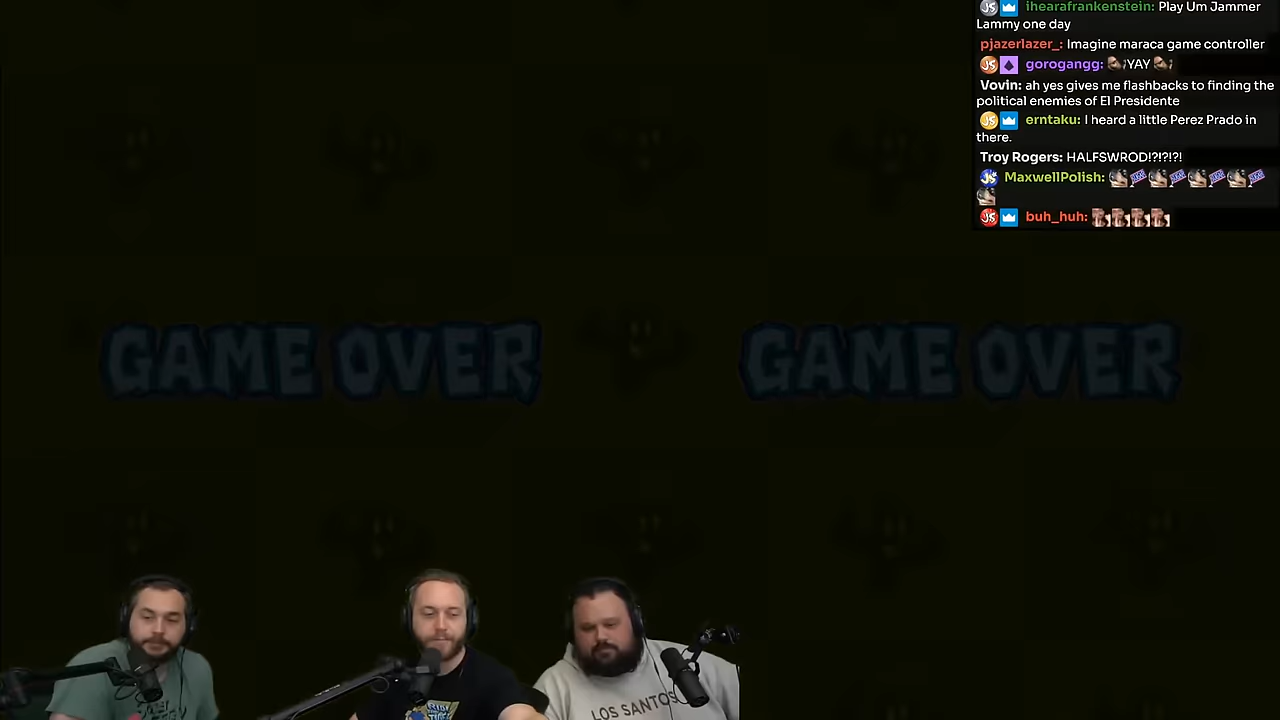 ihearafrankenstein: Play Um Jammer
Lammy one day
pjazerlazer_: Imagine maraca game controller
gorogangg: YAY
Vovin: ah yes gives me flashbacks to finding the
political enemies of El Presidente
erntaku: I heard a little Perez Prado in
there.
Troy Rogers: HALFSWROD!?!?!?!
MaxwellPolish:
buh_huh:
GAME OVER GAME OVER
LOS SANTOS